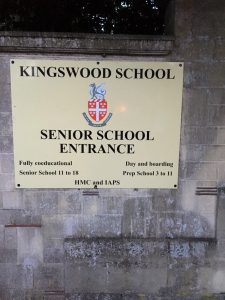 KINGSWOOD SCHOOL
SENIOR SCHOOL
ENTRANCE
Fully coeducational Day and boarding
Senior School 11 to 18 Prep School 3 to 11
HMC and IAPS